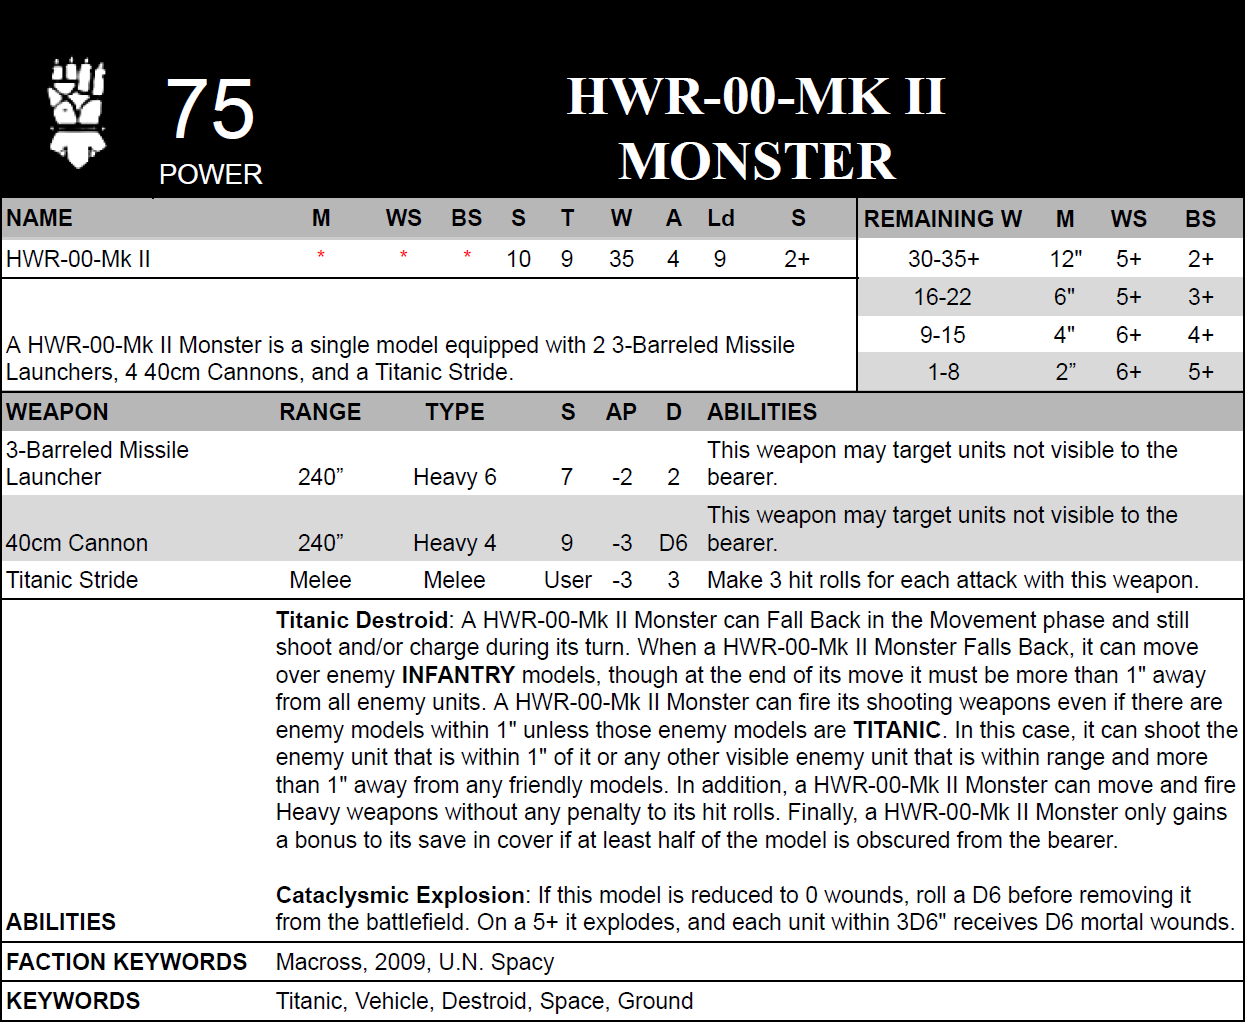 75
POWER
HWR-00-MK II
MONSTER
NAME M WS BS S T W A Ld S
HWR-00-Mk II * * * 10 9 35 4 9 2+
REMAINING W M WS BS
30-35+ 12" 5+ 2+
16-22 6" 5+ 3+
9-15 4" 6+ 4+
1-8 2” 6+ 5+
A HWR-00-Mk II Monster is a single model equipped with 2 3-Barreled Missile
Launchers, 4 40cm Cannons, and a Titanic Stride.
WEAPON RANGE TYPE S AP D ABILITIES
3-Barreled Missile
Launcher 240” Heavy 6 7 -2 2 This weapon may target units not visible to the
bearer.
40cm Cannon 240” Heavy 4 9 -3 D6 This weapon may target units not visible to the
bearer.
Titanic Stride Melee Melee User -3 3 Make 3 hit rolls for each attack with this weapon.
ABILITIES
Titanic Destroid: A HWR-00-Mk II Monster can Fall Back in the Movement phase and still
shoot and/or charge during its turn. When a HWR-00-Mk II Monster Falls Back, it can move
over enemy INFANTRY models, though at the end of its move it must be more than 1" away
from all enemy units. A HWR-00-Mk II Monster can fire its shooting weapons even if there are
enemy models within 1" unless those enemy models are TITANIC. In this case, it can shoot the
enemy unit that is within 1" of it or any other visible enemy unit that is within range and more
than 1" away from any friendly models. In addition, a HWR-00-Mk II Monster can move and fire
Heavy weapons without any penalty to its hit rolls. Finally, a HWR-00-Mk II Monster only gains
a bonus to its save in cover if at least half of the model is obscured from the bearer.
Cataclysmic Explosion: If this model is reduced to 0 wounds, roll a D6 before removing it
from the battlefield. On a 5+ it explodes, and each unit within 3D6" receives D6 mortal wounds.
FACTION KEYWORDS Macross, 2009, U.N. Spacy
KEYWORDS Titanic, Vehicle, Destroid, Space, Ground